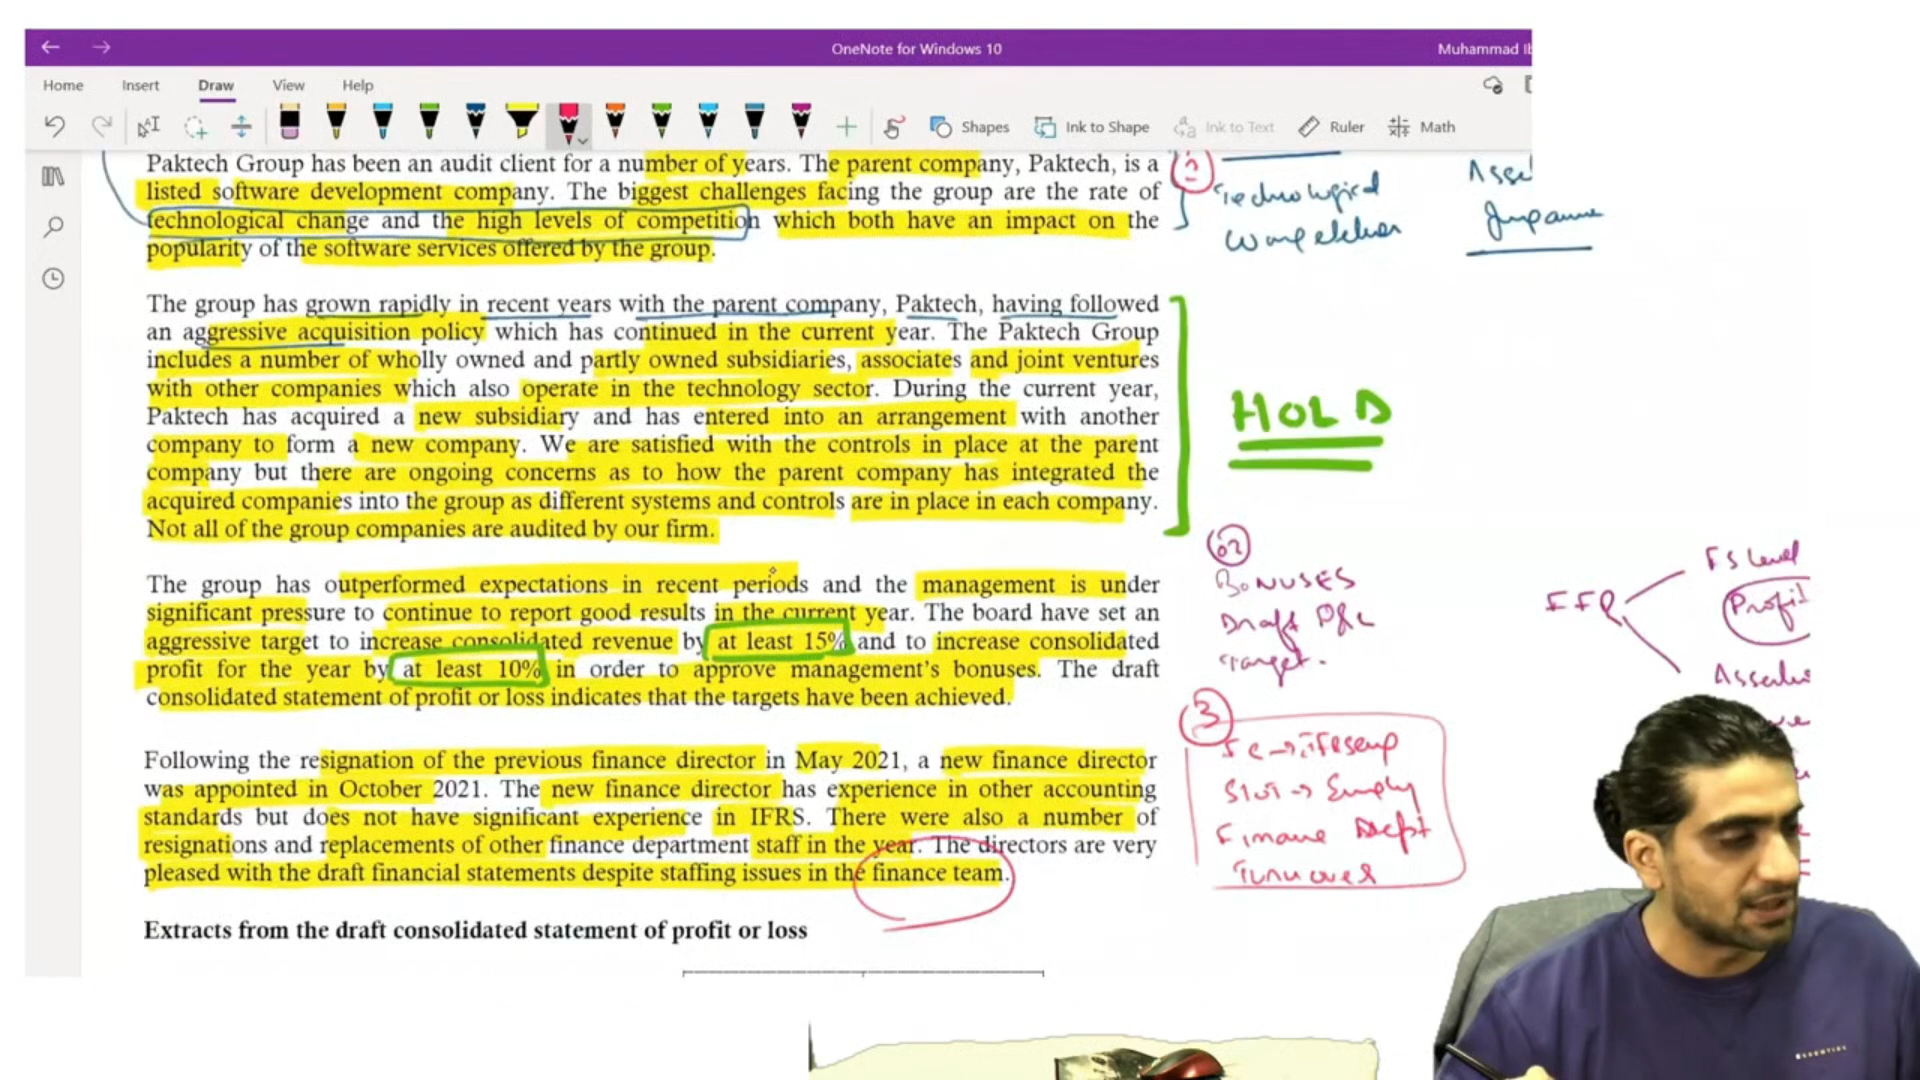 OneNote for Windows 10
Muhammad Ib
Home Insert Draw View Help
Shapes Ink to Shape Ink to Text Ruler Math
Paktech Group has been an audit client for a number of years. The parent company, Paktech, is a
listed software development company. The biggest challenges facing the group are the rate of
technological change and the high levels of competition which both have an impact on the
popularity of the software services offered by the group.
Technological
The group has grown rapidly in recent years with the parent company, Paktech, having followed
an aggressive acquisition policy which has continued in the current year. The Paktech Group
includes a number of wholly owned and partly owned subsidiaries, associates and joint ventures
with other companies which also operate in the technology sector. During the current year,
Paktech has acquired a new subsidiary and has entered into an arrangement with another
company to form a new company. We are satisfied with the controls in place at the parent
company but there are ongoing concerns as to how the parent company has integrated the
acquired companies into the group as different systems and controls are in place in each company.
Not all of the group companies are audited by our firm.
HOLD
The group has outperformed expectations in recent periods and the management is under
significant pressure to continue to report good results in the current year. The board have set an
aggressive target to increase consolidated revenue by at least 15% and to increase consolidated
profit for the year by at least 10% in order to approve management's bonuses. The draft
consolidated statement of profit or loss indicates that the targets have been achieved.
02
BONUSES
Draft P&L
Target.
FS Level
Profit
Following the resignation of the previous finance director in May 2021, a new finance director
was appointed in October 2021. The new finance director has experience in other accounting
standards but does not have significant experience in IFRS. There were also a number of
resignations and replacements of other finance department staff in the year. The directors are very
pleased with the draft financial statements despite staffing issues in the finance team.
3
Finance Dept
Turnover
Extracts from the draft consolidated statement of profit or loss
ESSENTIALS